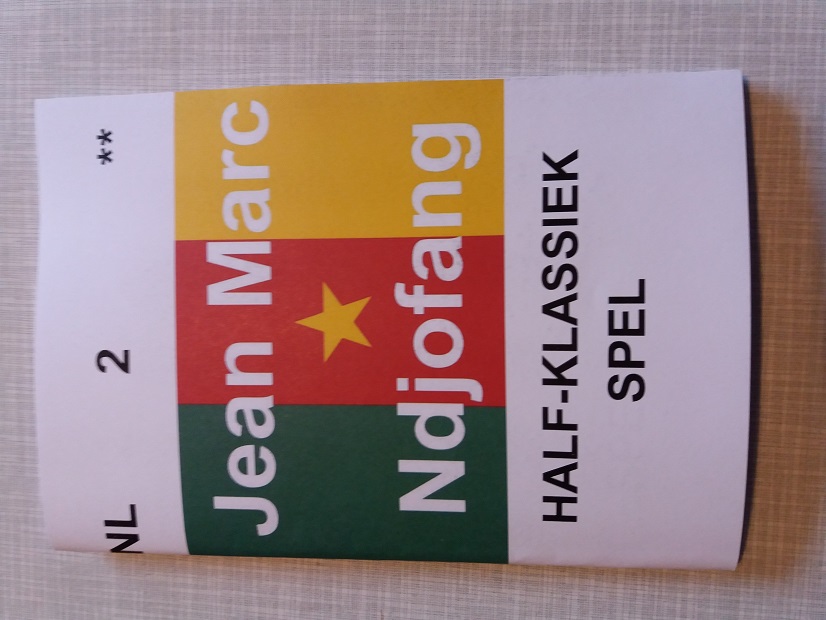 NL 2 **
Jean Marc
Ndjofang
HALF-KLASSIEK
SPEL